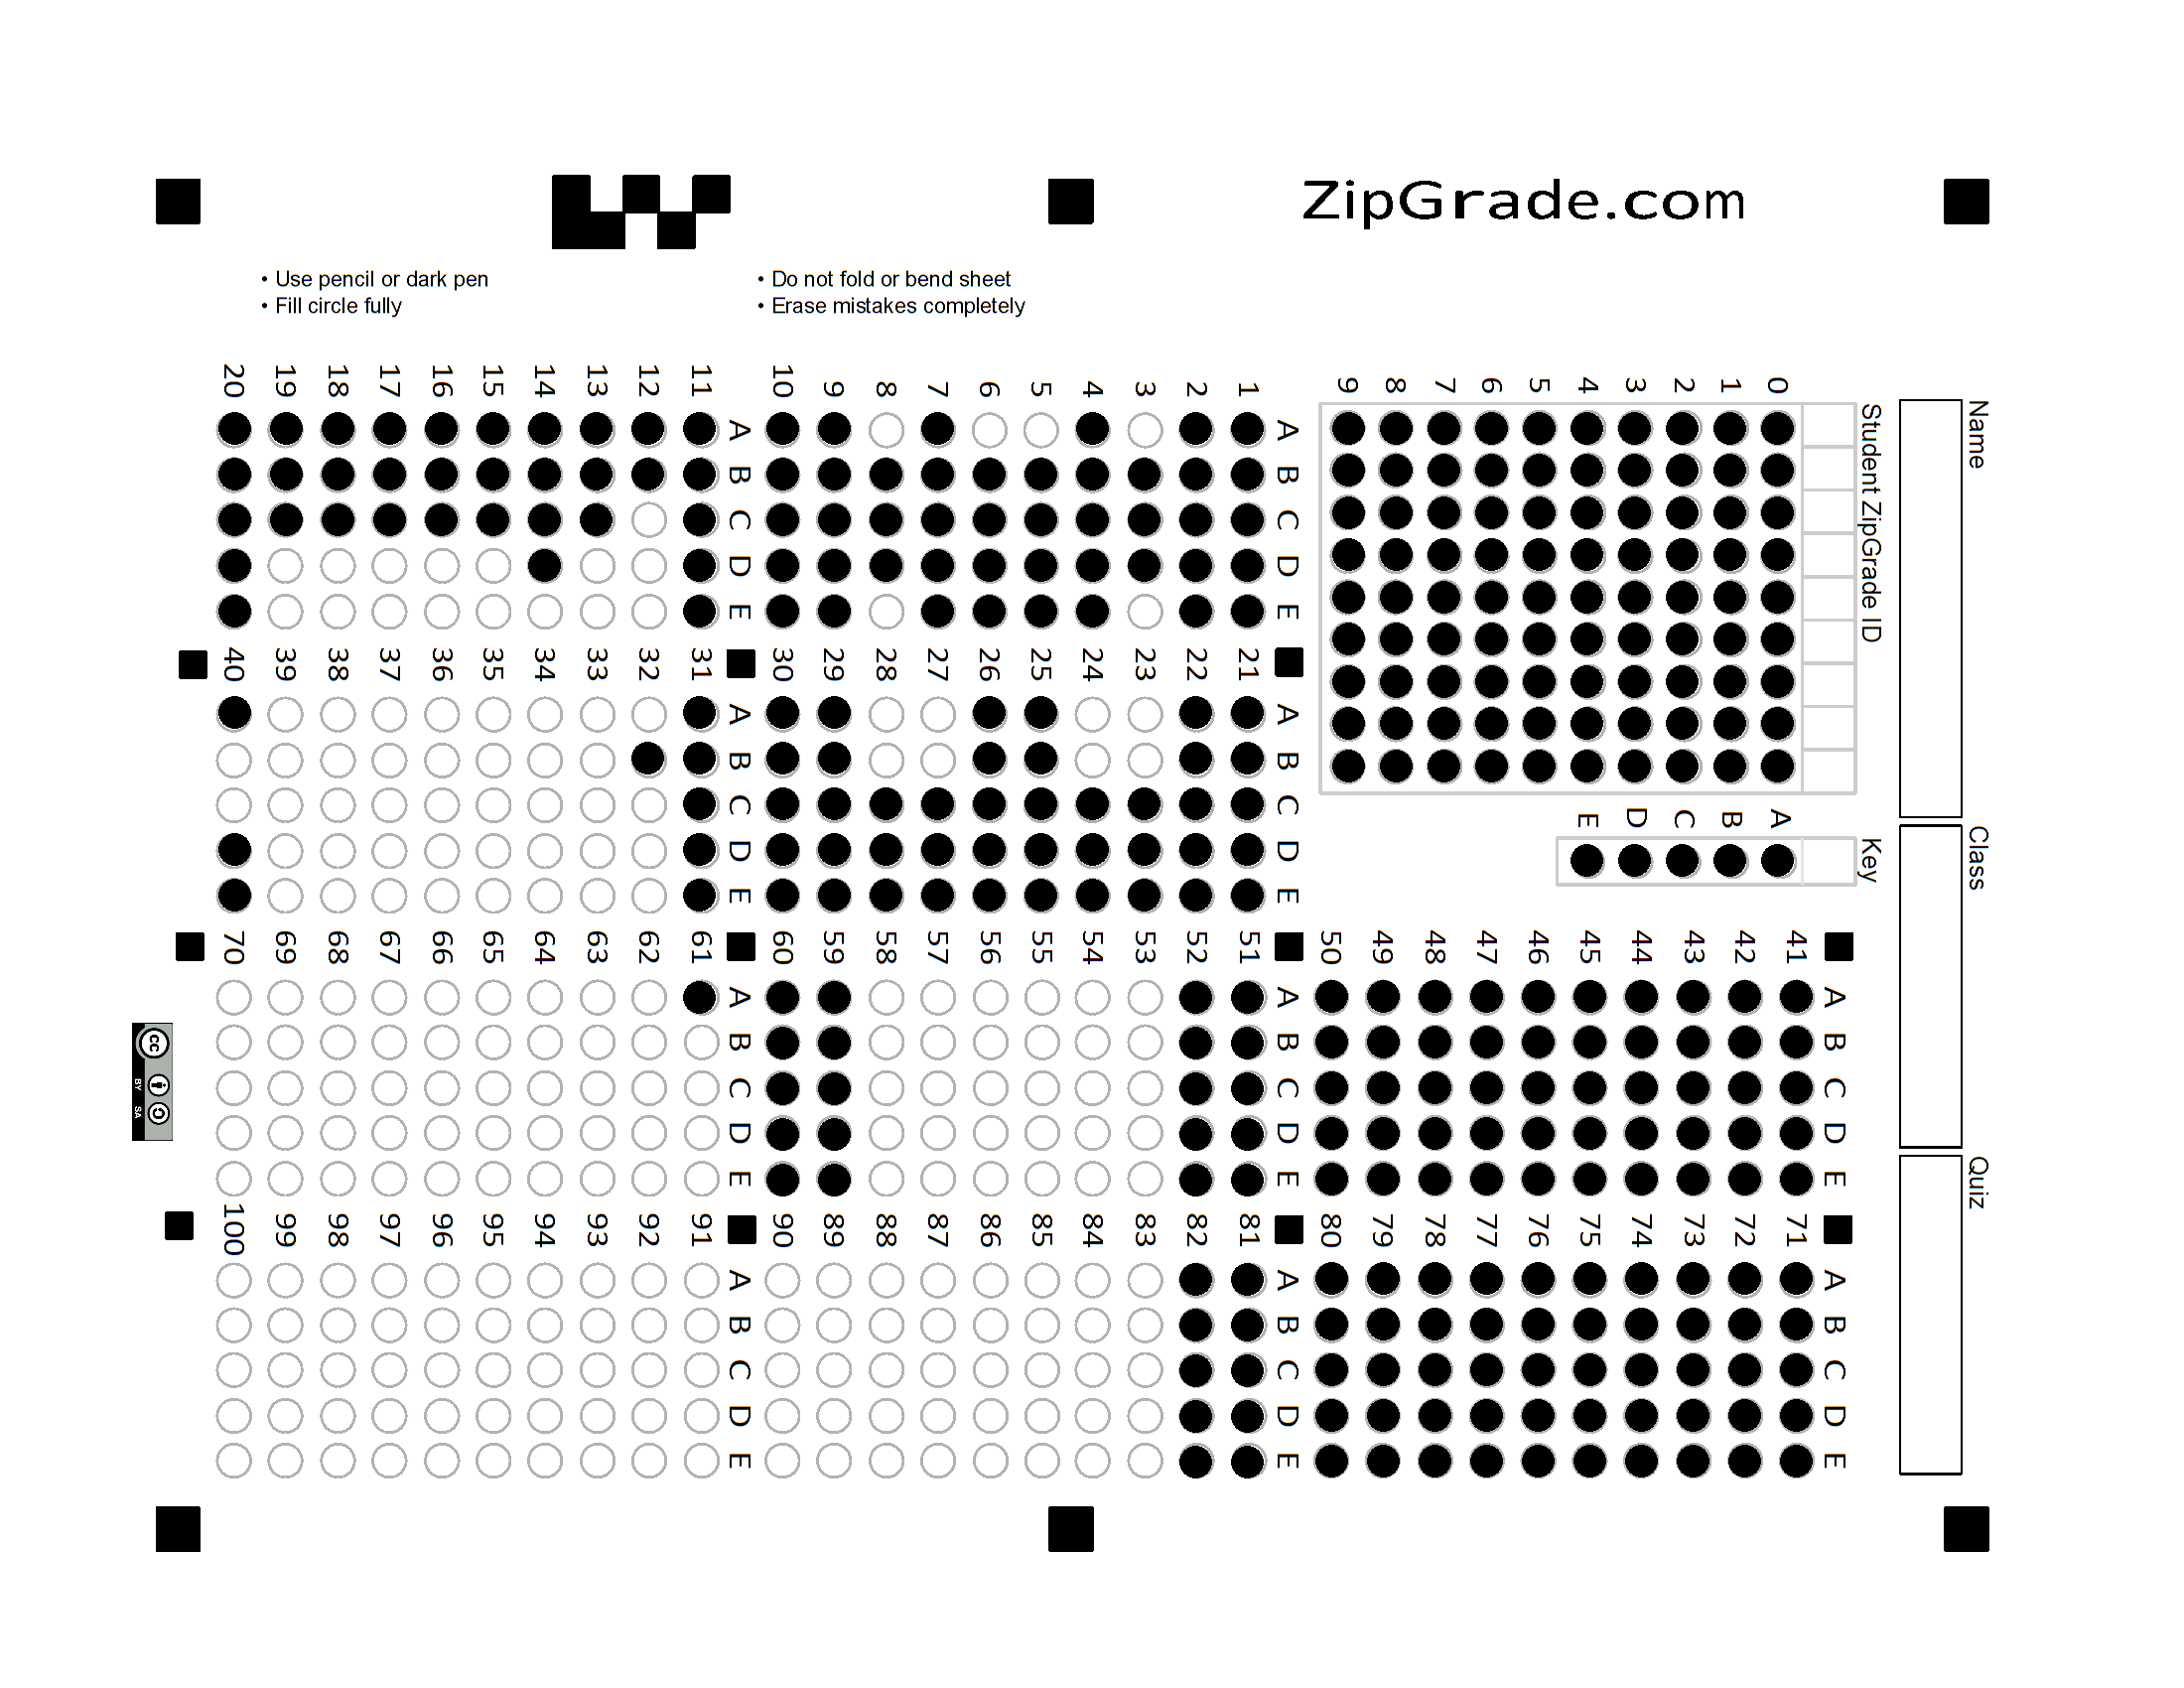 ZipGrade.com
• Use pencil or dark pen
• Fill circle fully
• Do not fold or bend sheet
• Erase mistakes completely
Name
Class
Quiz
Student ZipGrade ID
0 1 2 3 4 5 6 7 8 9
Key
A B C D E
A B C D E
1 2 3 4 5 6 7 8 9 10
A B C D E
11 12 13 14 15 16 17 18 19 20
A B C D E
21 22 23 24 25 26 27 28 29 30
A B C D E
31 32 33 34 35 36 37 38 39 40
A B C D E
41 42 43 44 45 46 47 48 49 50
A B C D E
51 52 53 54 55 56 57 58 59 60
A B C D E
61 62 63 64 65 66 67 68 69 70
A B C D E
71 72 73 74 75 76 77 78 79 80
A B C D E
81 82 83 84 85 86 87 88 89 90
A B C D E
91 92 93 94 95 96 97 98 99 100
A B C D E
cc
BY SA